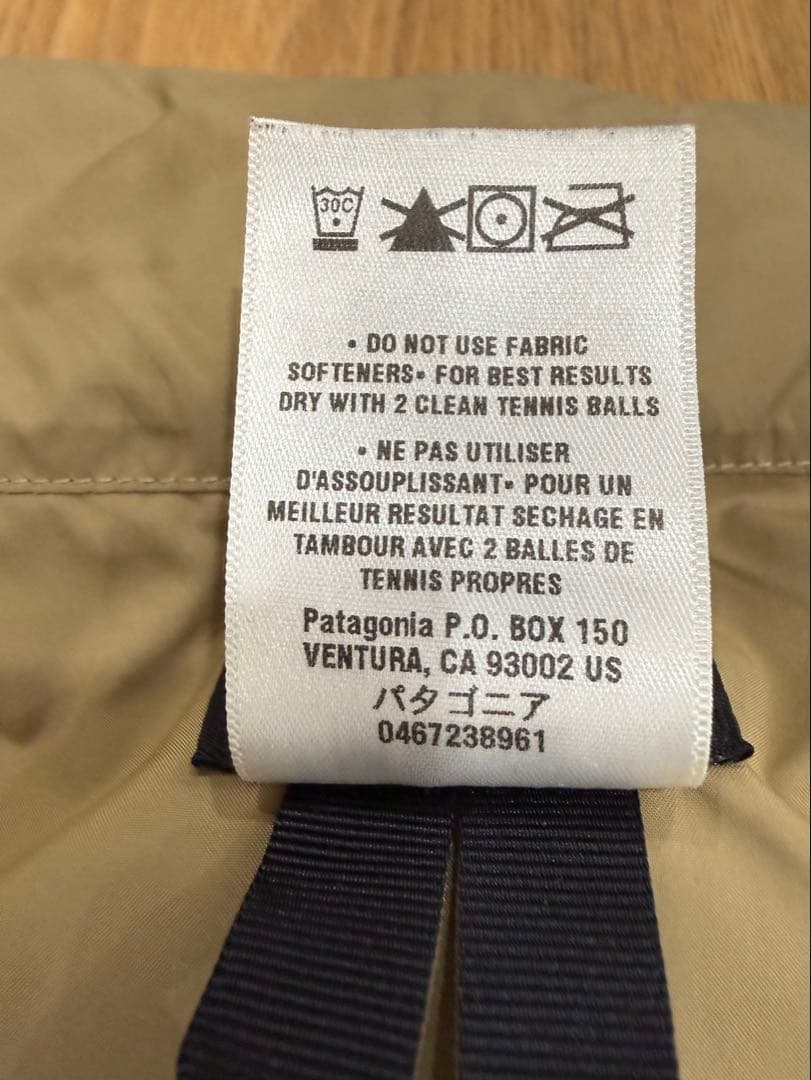 30C
• DO NOT USE FABRIC
SOFTENERS• FOR BEST RESULTS
DRY WITH 2 CLEAN TENNIS BALLS
• NE PAS UTILISER
D'ASSOUPLISSANT• POUR UN
MEILLEUR RESULTAT SECHAGE EN
TAMBOUR AVEC 2 BALLES DE
TENNIS PROPRES
Patagonia P.O. BOX 150
VENTURA, CA 93002 US
パタゴニア
0467238961